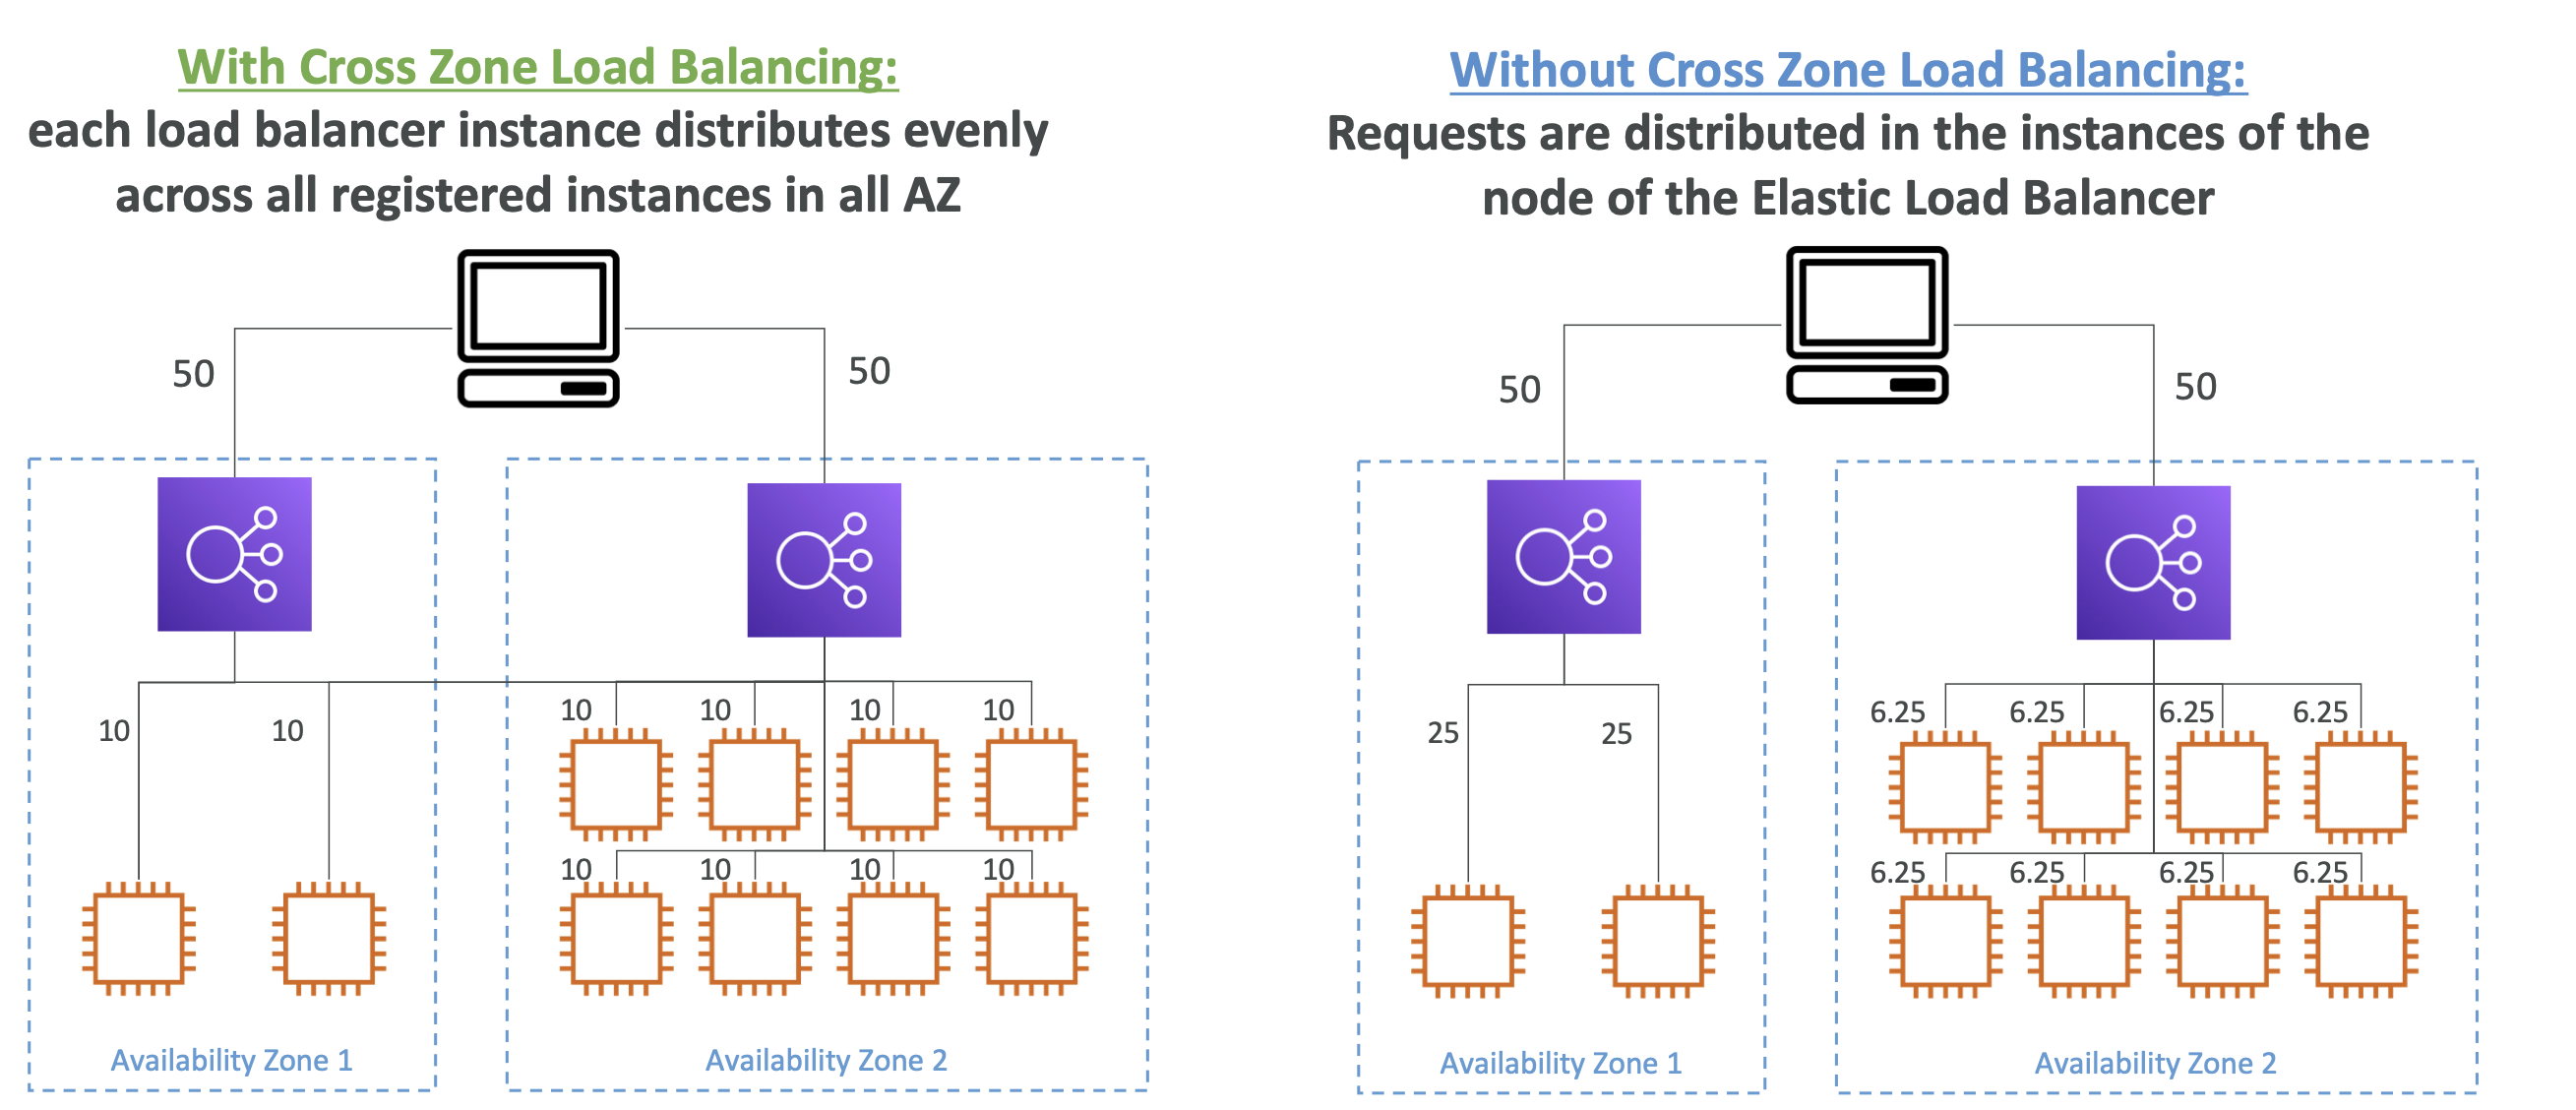 With Cross Zone Load Balancing:
each load balancer instance distributes evenly
across all registered instances in all AZ
50
50
10
10
10
10
10
10
10
10
10
10
Availability Zone 1
Availability Zone 2
Without Cross Zone Load Balancing:
Requests are distributed in the instances of the
node of the Elastic Load Balancer
50
50
25
25
6.25
6.25
6.25
6.25
6.25
6.25
6.25
6.25
Availability Zone 1
Availability Zone 2